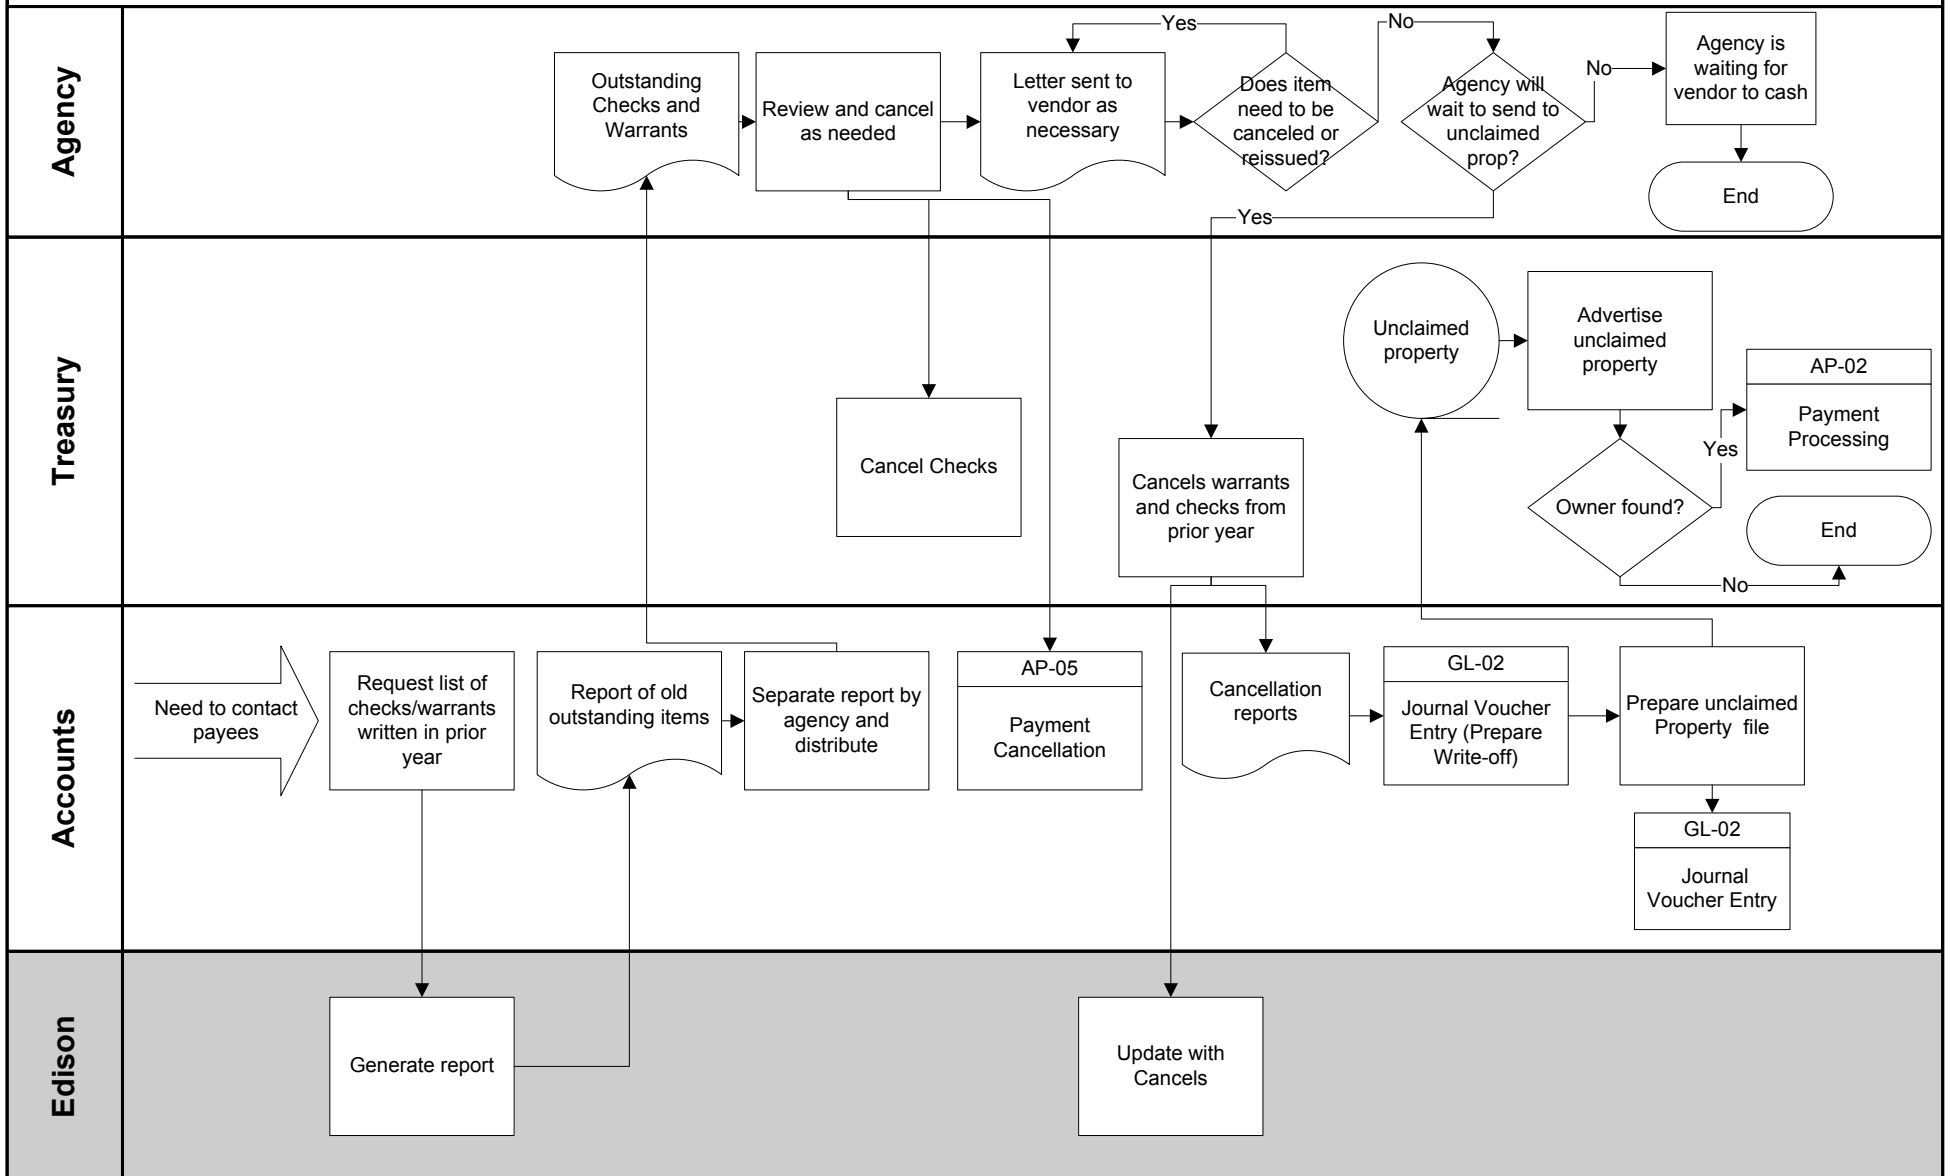 Agency
Outstanding
Checks and
Warrants
Review and cancel
as needed
Letter sent to
vendor as
necessary
Yes
Does item
need to be
canceled or
reissued?
No
Agency will
wait to send to
unclaimed
prop?
No
Agency is
waiting for
vendor to cash
End
Yes
Treasury
Cancel Checks
Cancels warrants
and checks from
prior year
Unclaimed
property
Advertise
unclaimed
property
Owner found?
Yes
AP-02
Payment
Processing
No
End
Accounts
Need to contact
payees
Request list of
checks/warrants
written in prior
year
Report of old
outstanding items
Separate report by
agency and
distribute
AP-05
Payment
Cancellation
Cancellation
reports
GL-02
Journal Voucher
Entry (Prepare
Write-off)
Prepare unclaimed
Property file
GL-02
Journal
Voucher Entry
Edison
Generate report
Update with
Cancels